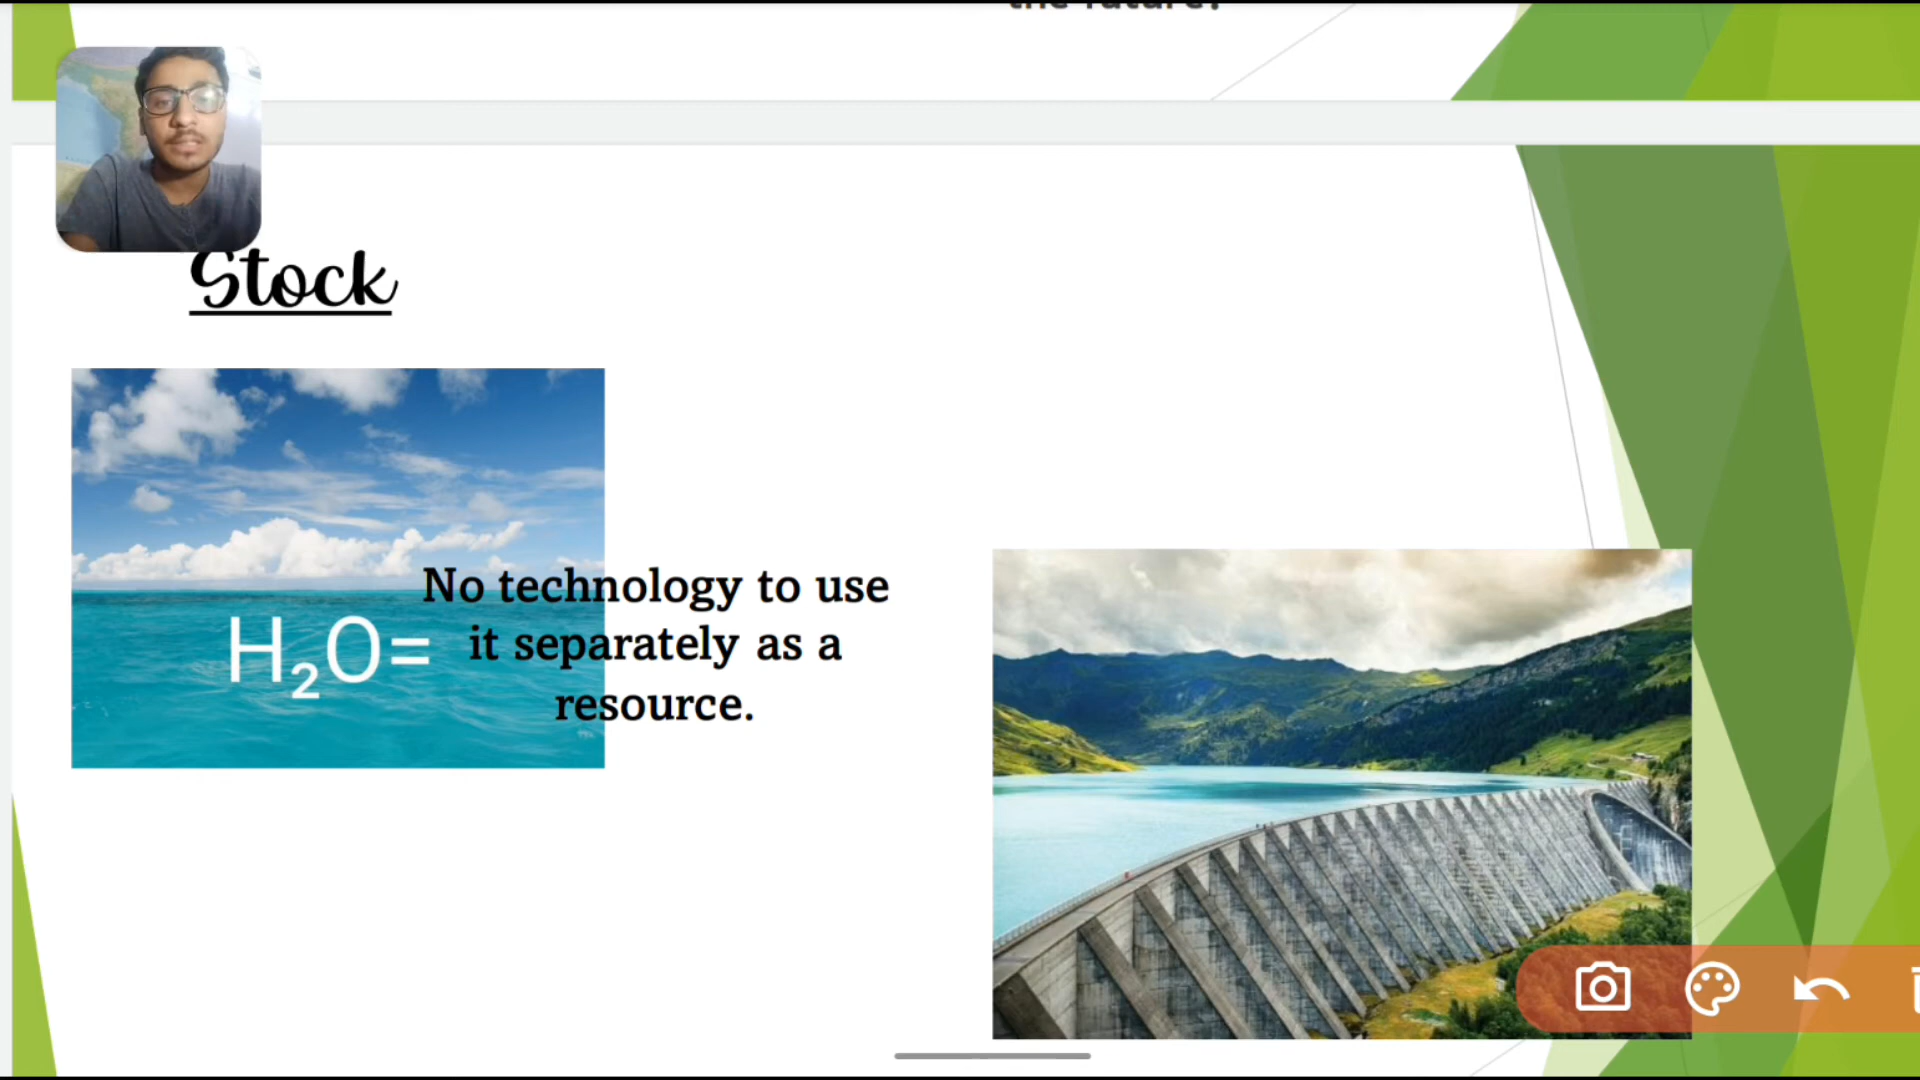 the future?
Stock
H₂O=
No technology to use
it separately as a
resource.